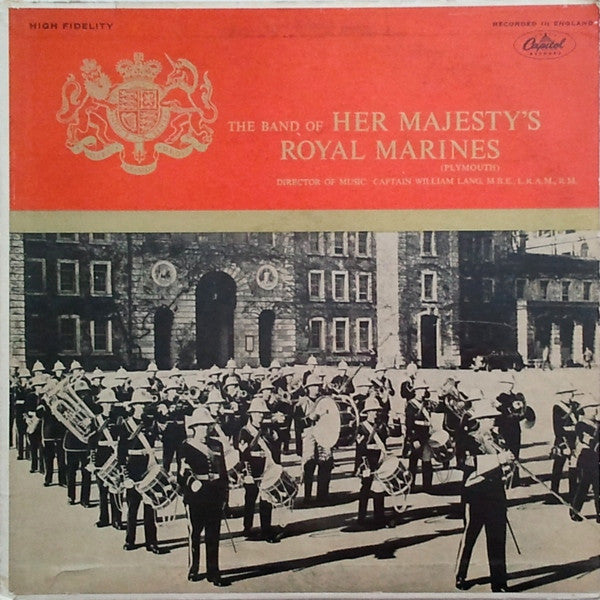 HIGH FIDELITY
RECORDED IN ENGLAND
Capitol
RECORDS
THE BAND OF HER MAJESTY'S
ROYAL MARINES
(PLYMOUTH)
DIRECTOR OF MUSIC: CAPTAIN WILLIAM LANG, M.B.E., L.R.A.M., R.M.